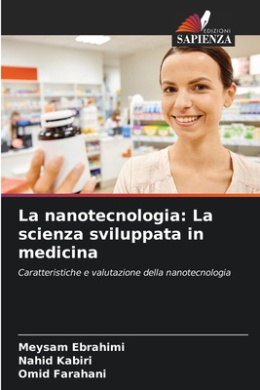 EDIZIONI
SAPIENZA
La nanotecnologia: La
scienza sviluppata in
medicina
Caratteristiche e valutazione della nanotecnologia
Meysam Ebrahimi
Nahid Kabiri
Omid Farahani